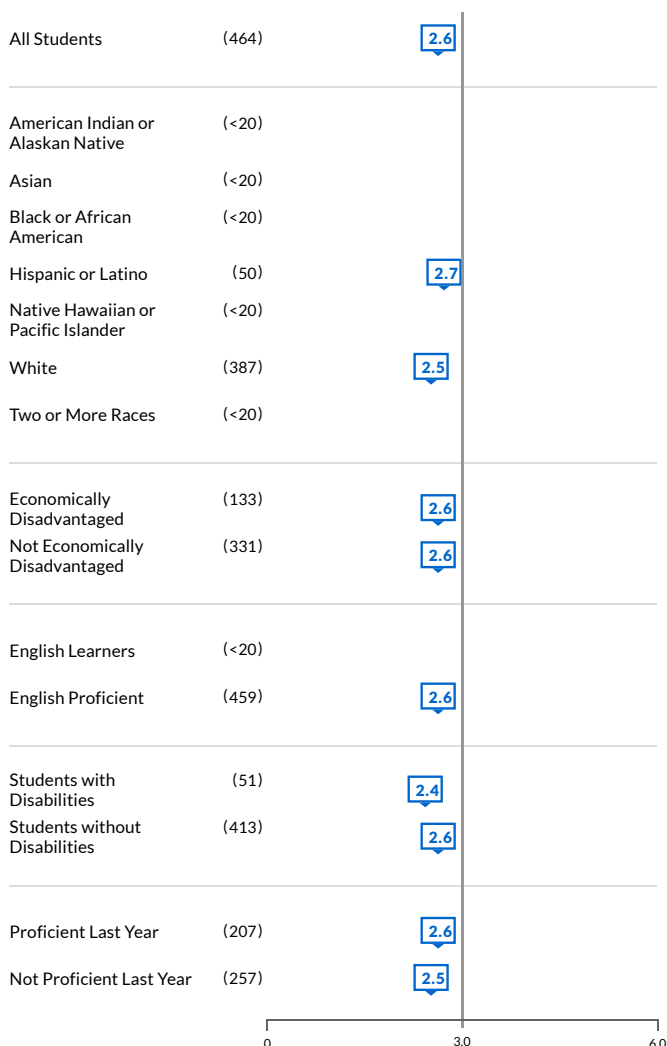 All Students (464) 2.6
American Indian or (<20)
Alaskan Native
Asian (<20)
Black or African (<20)
American
Hispanic or Latino (50) 2.7
Native Hawaiian or (<20)
Pacific Islander
White (387) 2.5
Two or More Races (<20)
Economically (133) 2.6
Disadvantaged
Not Economically (331) 2.6
Disadvantaged
English Learners (<20)
English Proficient (459) 2.6
Students with (51) 2.4
Disabilities
Students without (413) 2.6
Disabilities
Proficient Last Year (207) 2.6
Not Proficient Last Year (257) 2.5
0 3.0 6.0